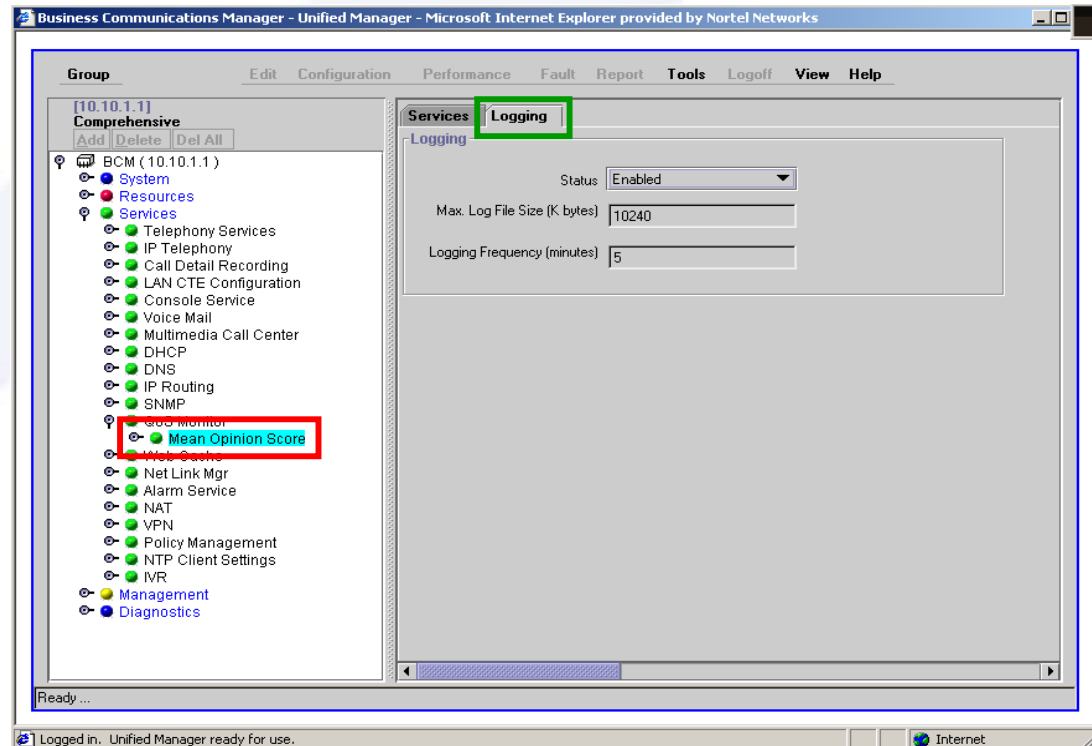 Business Communications Manager - Unified Manager - Microsoft Internet Explorer provided by Nortel Networks
Group Edit Configuration Performance Fault Report Tools Logoff View Help
[10.10.1.1]
Comprehensive
Add Delete Del All
BCM ( 10.10.1.1 )
System
Resources
Services
Telephony Services
IP Telephony
Call Detail Recording
LAN CTE Configuration
Console Service
Voice Mail
Multimedia Call Center
DHCP
DNS
IP Routing
SNMP
QoS Monitor
Mean Opinion Score
Web Cache
Net Link Mgr
Alarm Service
NAT
VPN
Policy Management
NTP Client Settings
IVR
Management
Diagnostics
Services Logging
Logging
Status Enabled
Max. Log File Size (K bytes) 10240
Logging Frequency (minutes) 5
Ready ...
Logged in. Unified Manager ready for use. Internet